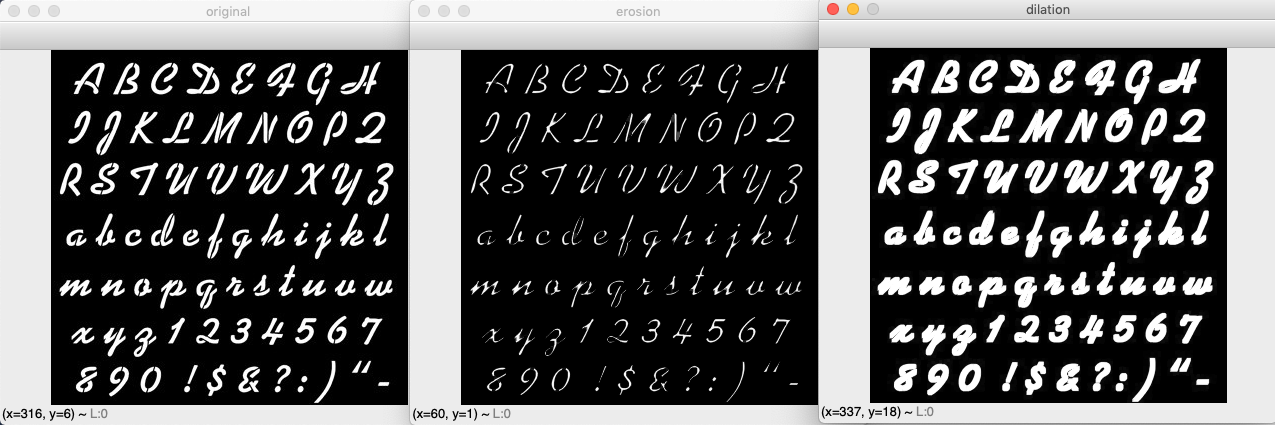 original
A B C D E F G H
I J K L M N O P Q
R S T U V W X Y Z
a b c d e f g h i j k l
m n o p q r s t u v w
x y z 1 2 3 4 5 6 7
8 9 0 ! $ & ? : ) “ -
(x=316, y=6) ~ L:0
erosion
A B C D E F G H
I J K L M N O P Q
R S T U V W X Y Z
a b c d e f g h i j k l
m n o p q r s t u v w
x y z 1 2 3 4 5 6 7
8 9 0 ! $ & ? : ) “ -
(x=60, y=1) ~ L:0
dilation
A B C D E F G H
I J K L M N O P Q
R S T U V W X Y Z
a b c d e f g h i j k l
m n o p q r s t u v w
x y z 1 2 3 4 5 6 7
8 9 0 ! $ & ? : ) “ -
(x=337, y=18) ~ L:0